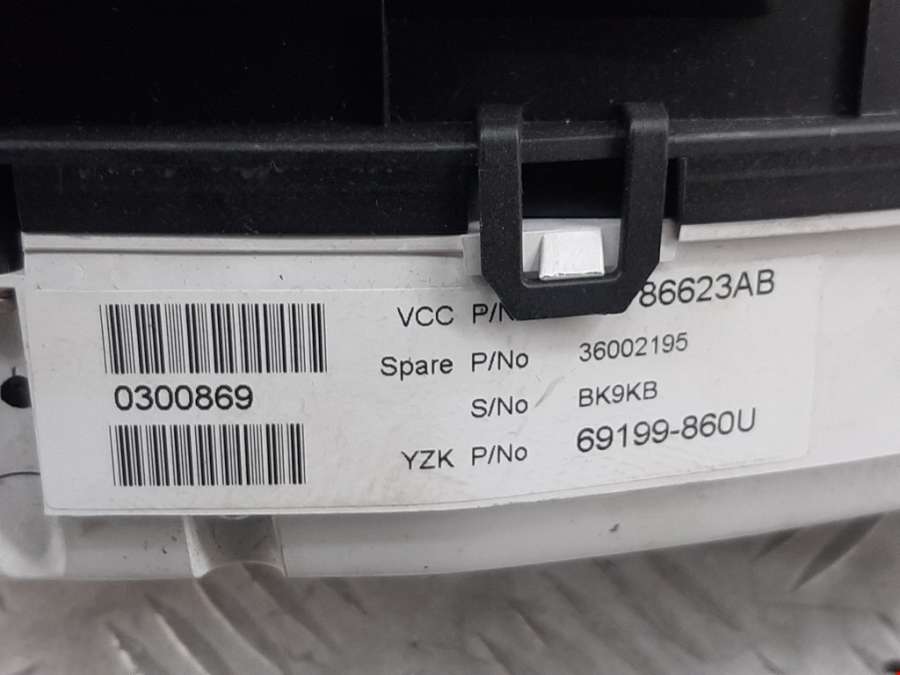 VCC P/N 86623AB
Spare P/No 36002195
0300869
S/No BK9KB
YZK P/No 69199-860U